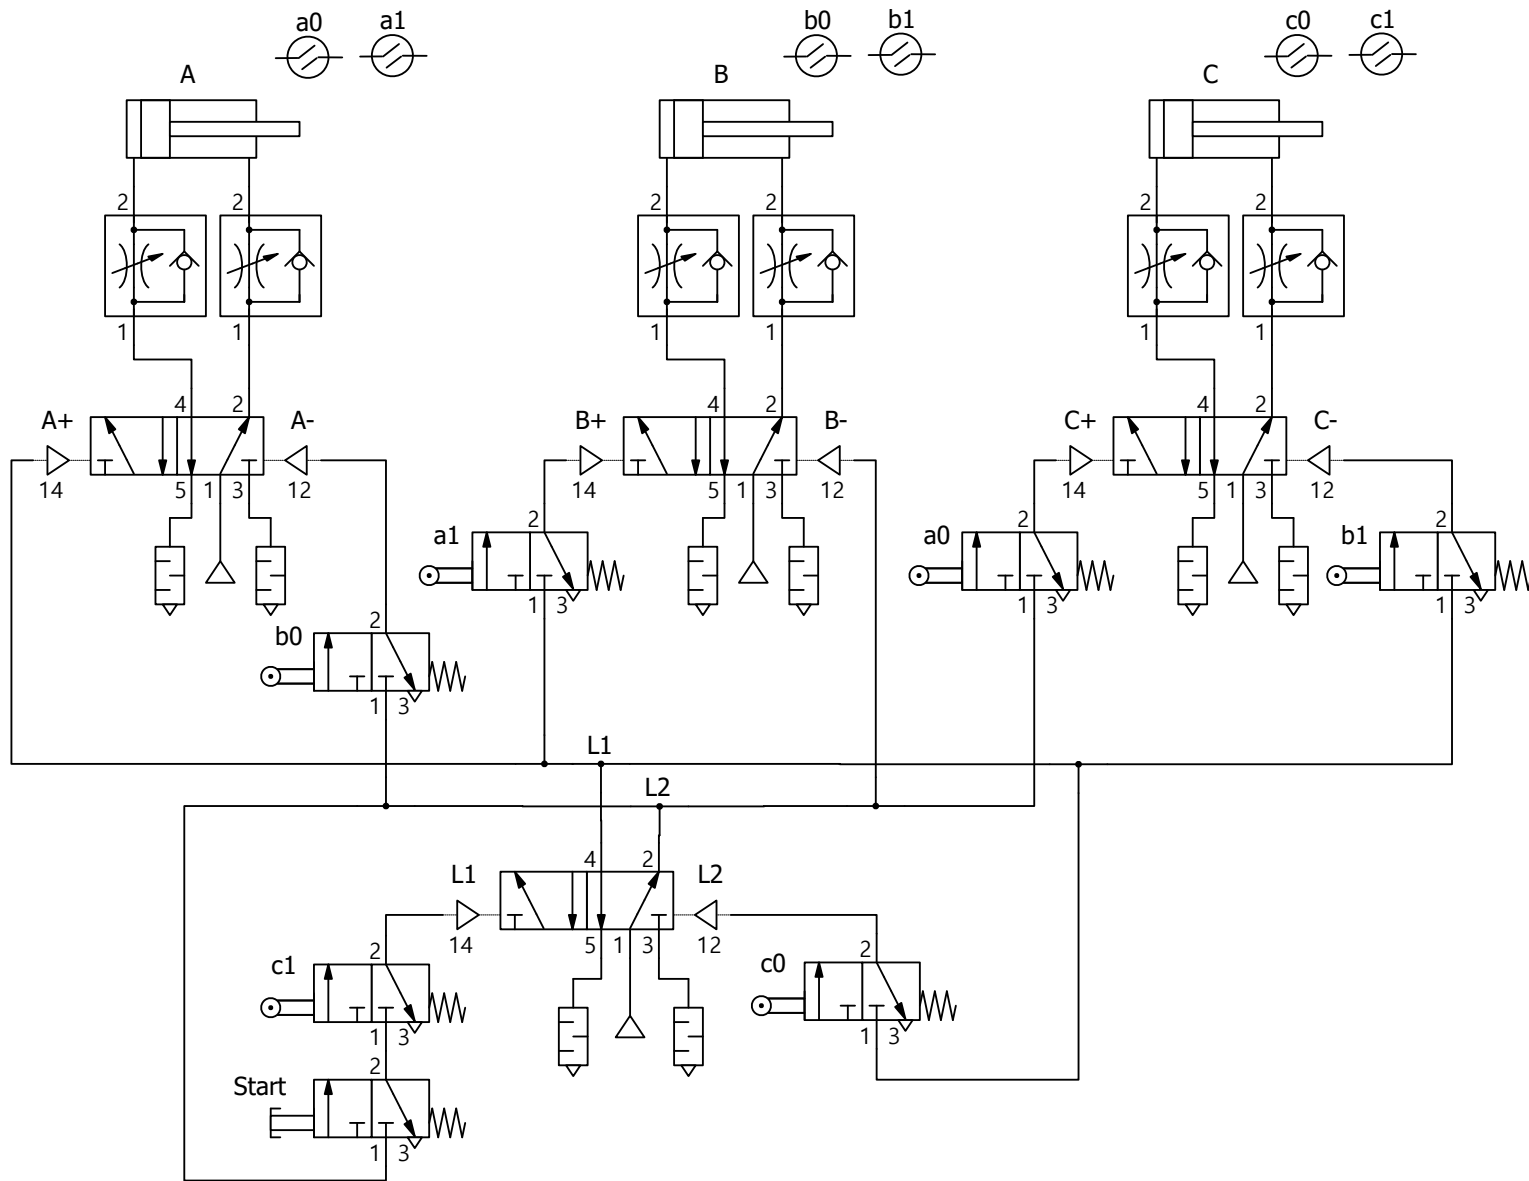 a0 a1 b0 b1 c0 c1
A B C
2 2 2 2 2 2
1 1 1 1 1 1
A+ 4 2 A- B+ 4 2 B- C+ 4 2 C-
14 5 1 3 12 14 5 1 3 12 14 5 1 3 12
a1 2 a0 2 b1 2
1 3 1 3 1 3
b0 2
1 3
L1
L2
L1 4 2 L2
14 5 1 3 12
c1 2 c0 2
1 3 1 3
Start 2
1 3